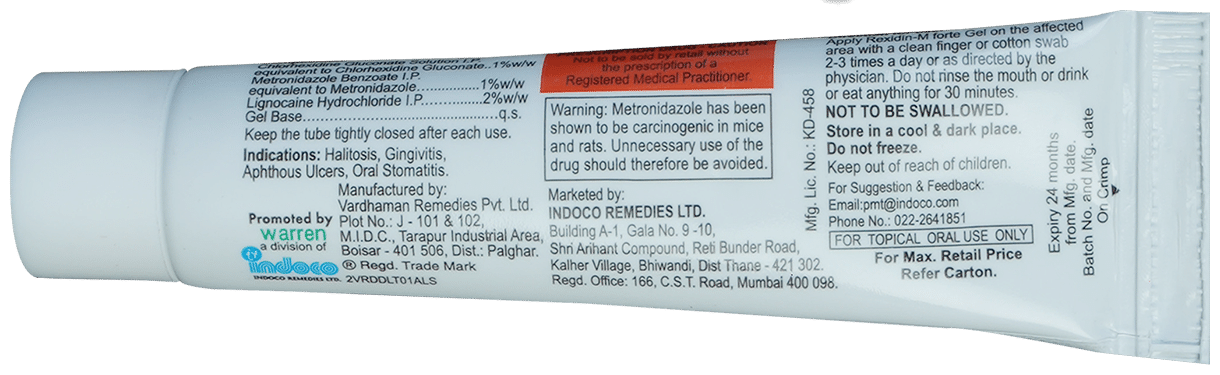 Chlorhexidine Gluconate Solution I.P.
equivalent to Chlorhexidine Gluconate..1%w/w
Metronidazole Benzoate I.P.
equivalent to Metronidazole..............1%w/w
Lignocaine Hydrochloride I.P..............2%w/w
Gel Base.............................................q.s.
Keep the tube tightly closed after each use.
Indications: Halitosis, Gingivitis,
Aphthous Ulcers, Oral Stomatitis.
Manufactured by:
Vardhaman Remedies Pvt. Ltd.
Plot No.: J - 101 & 102,
M.I.D.C., Tarapur Industrial Area,
Boisar - 401 506, Dist.: Palghar.
® Regd. Trade Mark
2VRDDLT01ALS
Promoted by
warren
a division of
indoco
INDOCO REMEDIES LTD.
Not to be sold by retail without
the prescription of a
Registered Medical Practitioner.
Warning: Metronidazole has been
shown to be carcinogenic in mice
and rats. Unnecessary use of the
drug should therefore be avoided.
Marketed by:
INDOCO REMEDIES LTD.
Building A-1, Gala No. 9 -10,
Shri Arihant Compound, Reti Bunder Road,
Kalher Village, Bhiwandi, Dist Thane - 421 302.
Regd. Office: 166, C.S.T. Road, Mumbai 400 098.
Mfg. Lic. No.: KD-458
Apply Rexidin-M forte Gel on the affected
area with a clean finger or cotton swab
2-3 times a day or as directed by the
physician. Do not rinse the mouth or drink
or eat anything for 30 minutes.
NOT TO BE SWALLOWED.
Store in a cool & dark place.
Do not freeze.
Keep out of reach of children.
For Suggestion & Feedback:
Email:pmt@indoco.com
Phone No.: 022-2641851
FOR TOPICAL ORAL USE ONLY
For Max. Retail Price
Refer Carton.
Expiry 24 months
from Mfg. date.
Batch No. and Mfg. date
On Crimp